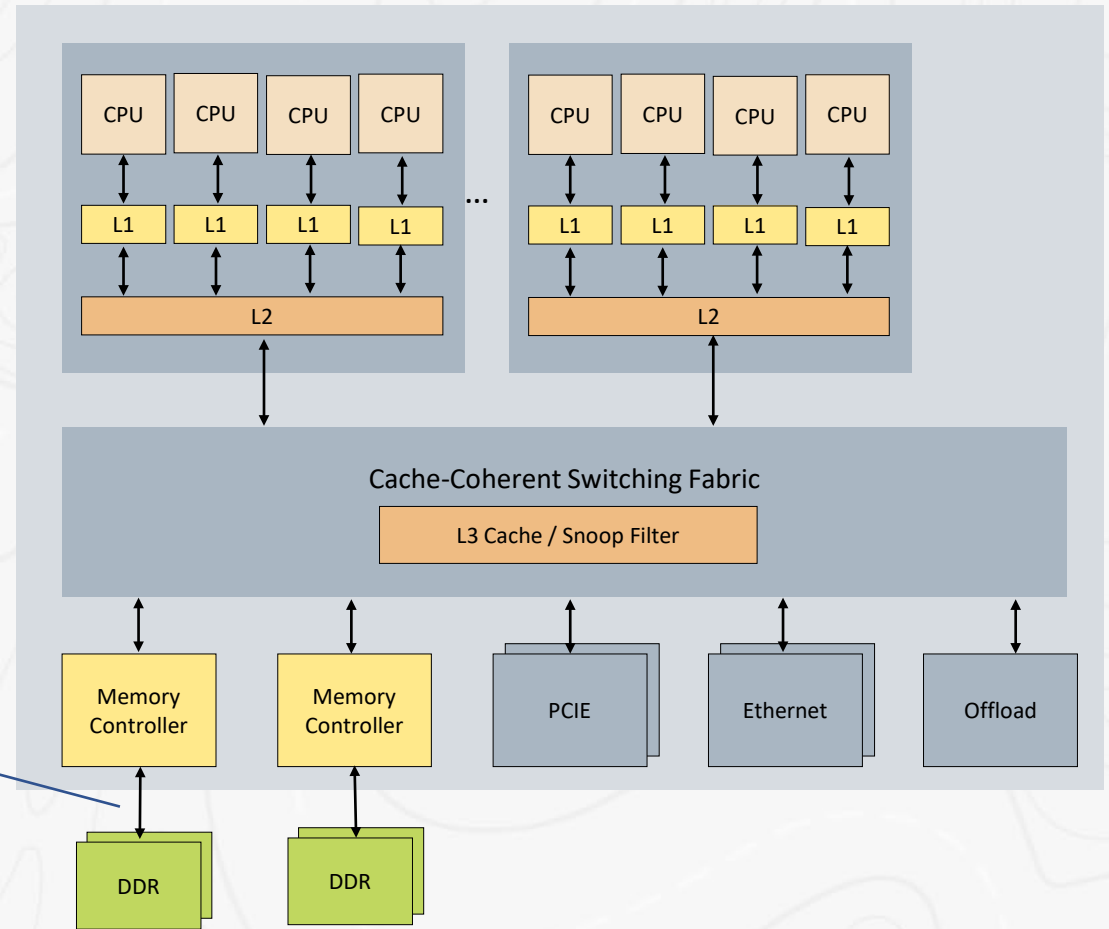 CPU CPU CPU CPU CPU CPU CPU CPU
...
L1 L1 L1 L1 L1 L1 L1 L1
L2 L2
Cache-Coherent Switching Fabric
L3 Cache / Snoop Filter
Memory
Controller
Memory
Controller
PCIE
Ethernet
Offload
DDR DDR